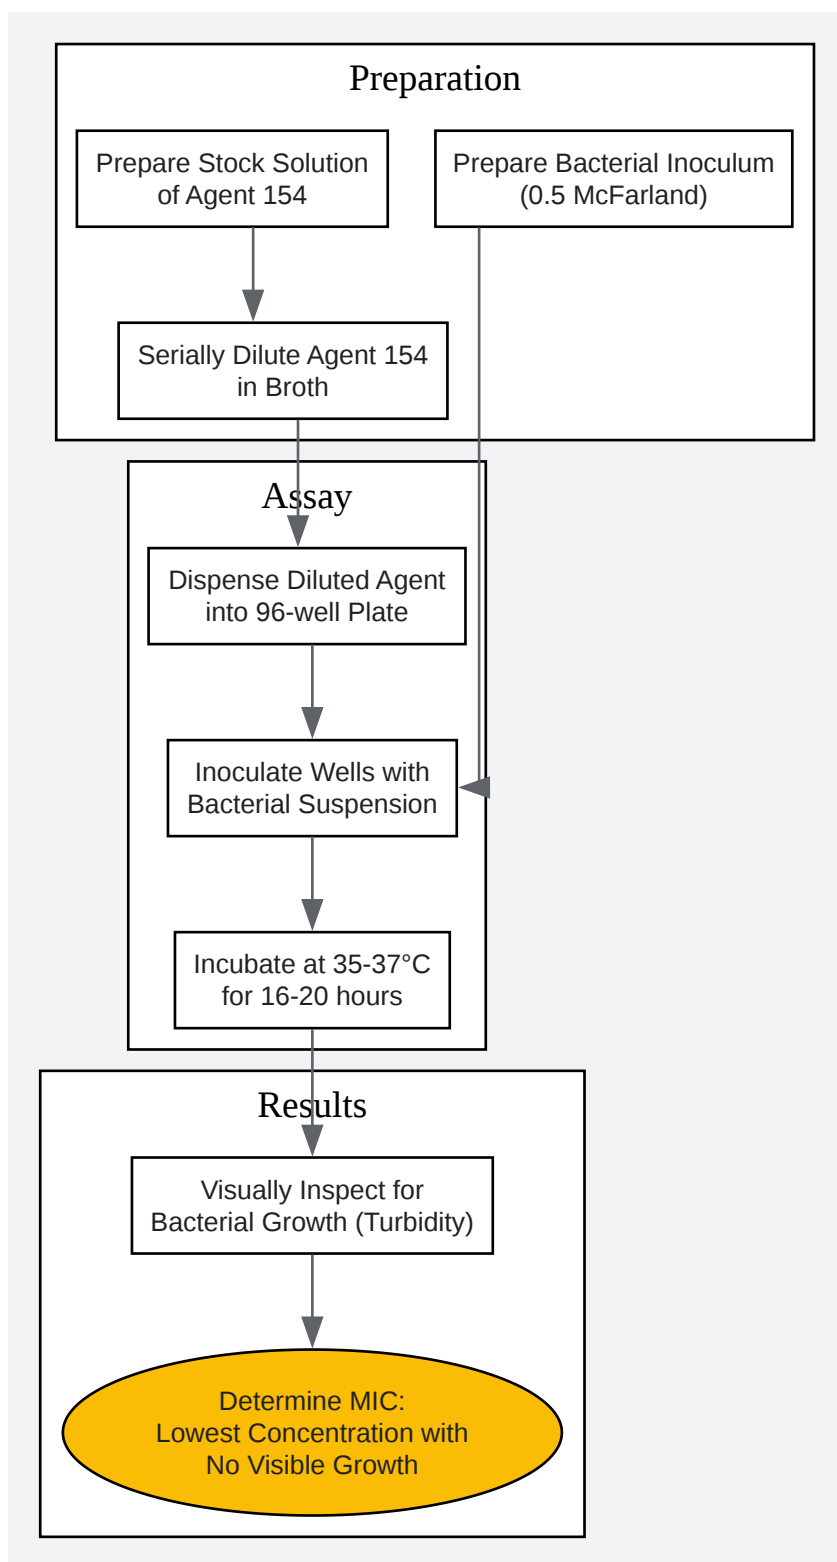 Preparation
Prepare Stock Solution
of Agent 154
Prepare Bacterial Inoculum
(0.5 McFarland)
Serially Dilute Agent 154
in Broth
Assay
Dispense Diluted Agent
into 96-well Plate
Inoculate Wells with
Bacterial Suspension
Incubate at 35-37°C
for 16-20 hours
Results
Visually Inspect for
Bacterial Growth (Turbidity)
Determine MIC:
Lowest Concentration with
No Visible Growth